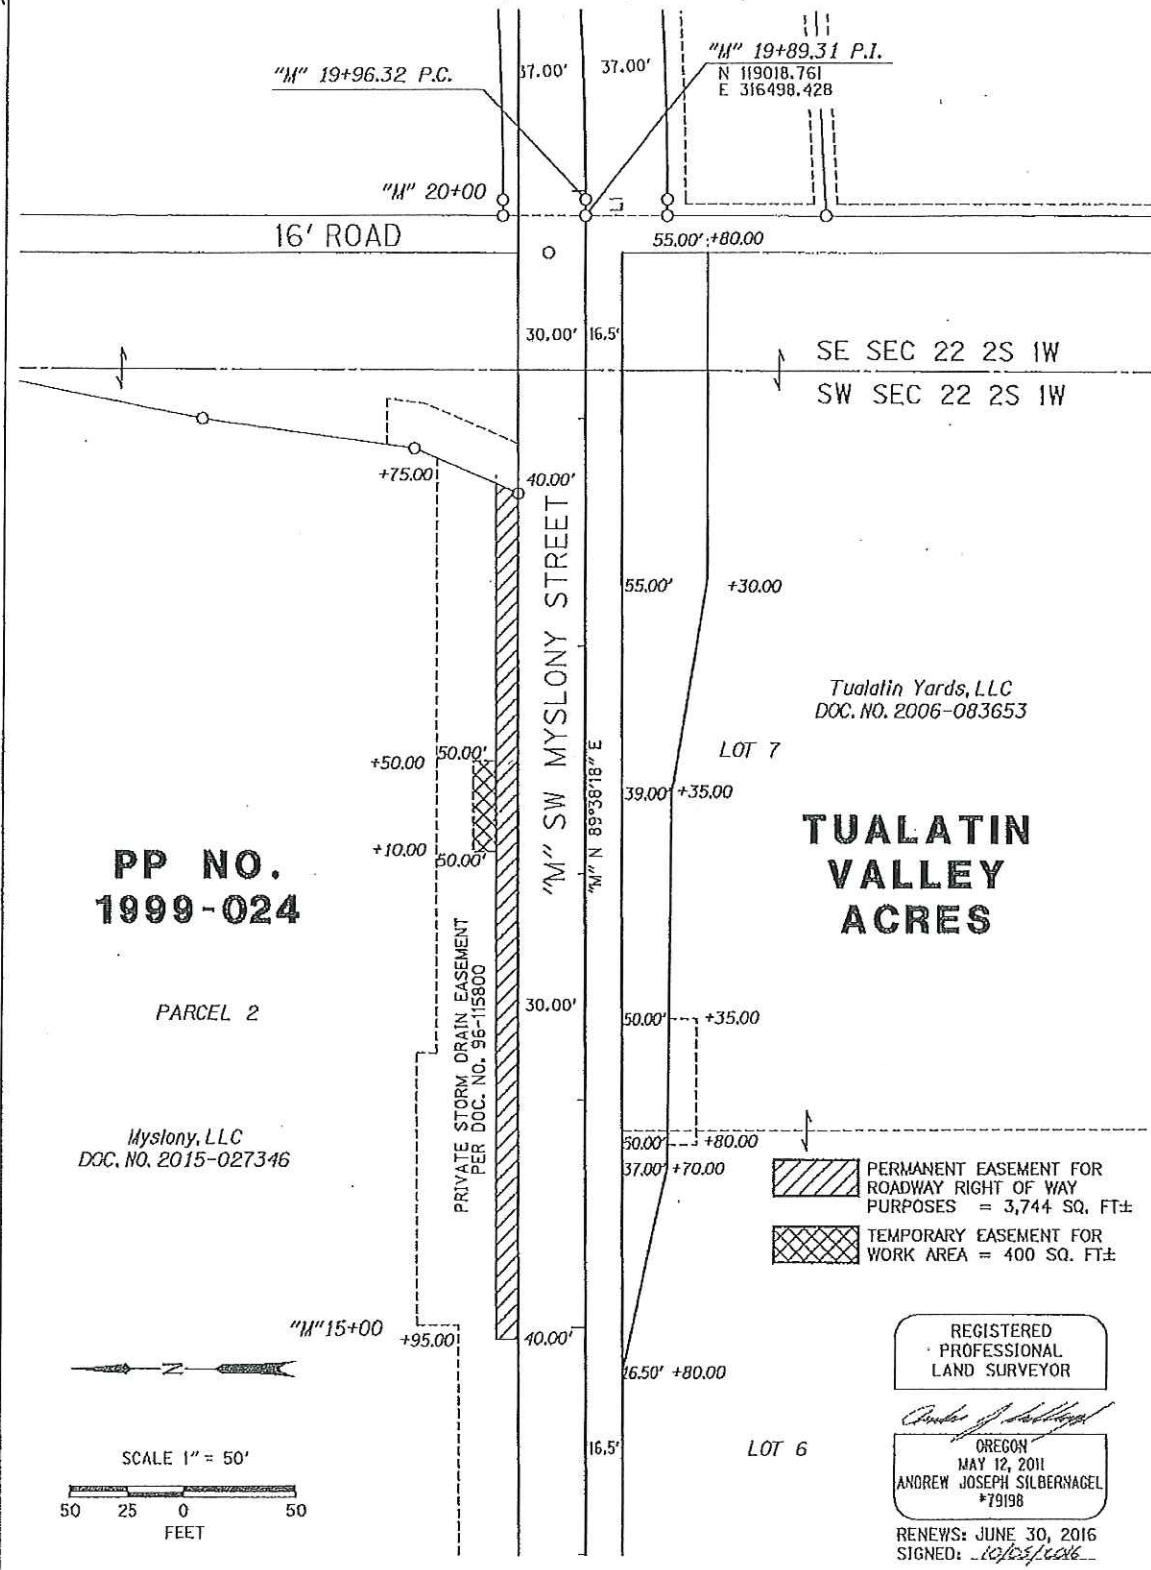 "M" 19+96.32 P.C.
37.00'
37.00'
"M" 19+89.31 P.I.
N 119018.761
E 316498.428
"M" 20+00
16' ROAD
55.00'
+80.00
30.00'
16.5'
SE SEC 22 2S 1W
SW SEC 22 2S 1W
+75.00
40.00'
"M" SW MYSLONY STREET
55.00'
+30.00
Tualatin Yards, LLC
DOC. NO. 2006-083653
LOT 7
+50.00
50.00'
"M" N 89°38'18" E
39.00'
+35.00
+10.00
50.00'
PP NO.
1999-024
TUALATIN
VALLEY
ACRES
PRIVATE STORM DRAIN EASEMENT
PER DOC. NO. 96-115800
PARCEL 2
30.00'
50.00'
+35.00
Myslony, LLC
DOC. NO. 2015-027346
50.00'
+80.00
37.00'
+70.00
PERMANENT EASEMENT FOR
ROADWAY RIGHT OF WAY
PURPOSES = 3,744 SQ. FT±
TEMPORARY EASEMENT FOR
WORK AREA = 400 SQ. FT±
"M" 15+00
+95.00
40.00'
16.50'
+80.00
N
SCALE 1" = 50'
50 25 0 50
FEET
16.5'
LOT 6
REGISTERED
PROFESSIONAL
LAND SURVEYOR
OREGON
MAY 12, 2011
ANDREW JOSEPH SILBERNAGEL
#79198
RENEWS: JUNE 30, 2016
SIGNED: